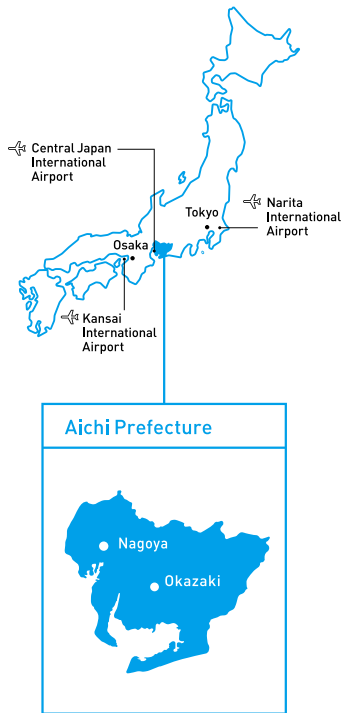 Central Japan
International
Airport
Narita
International
Airport
Tokyo
Osaka
Kansai
International
Airport
Aichi Prefecture
Nagoya
Okazaki